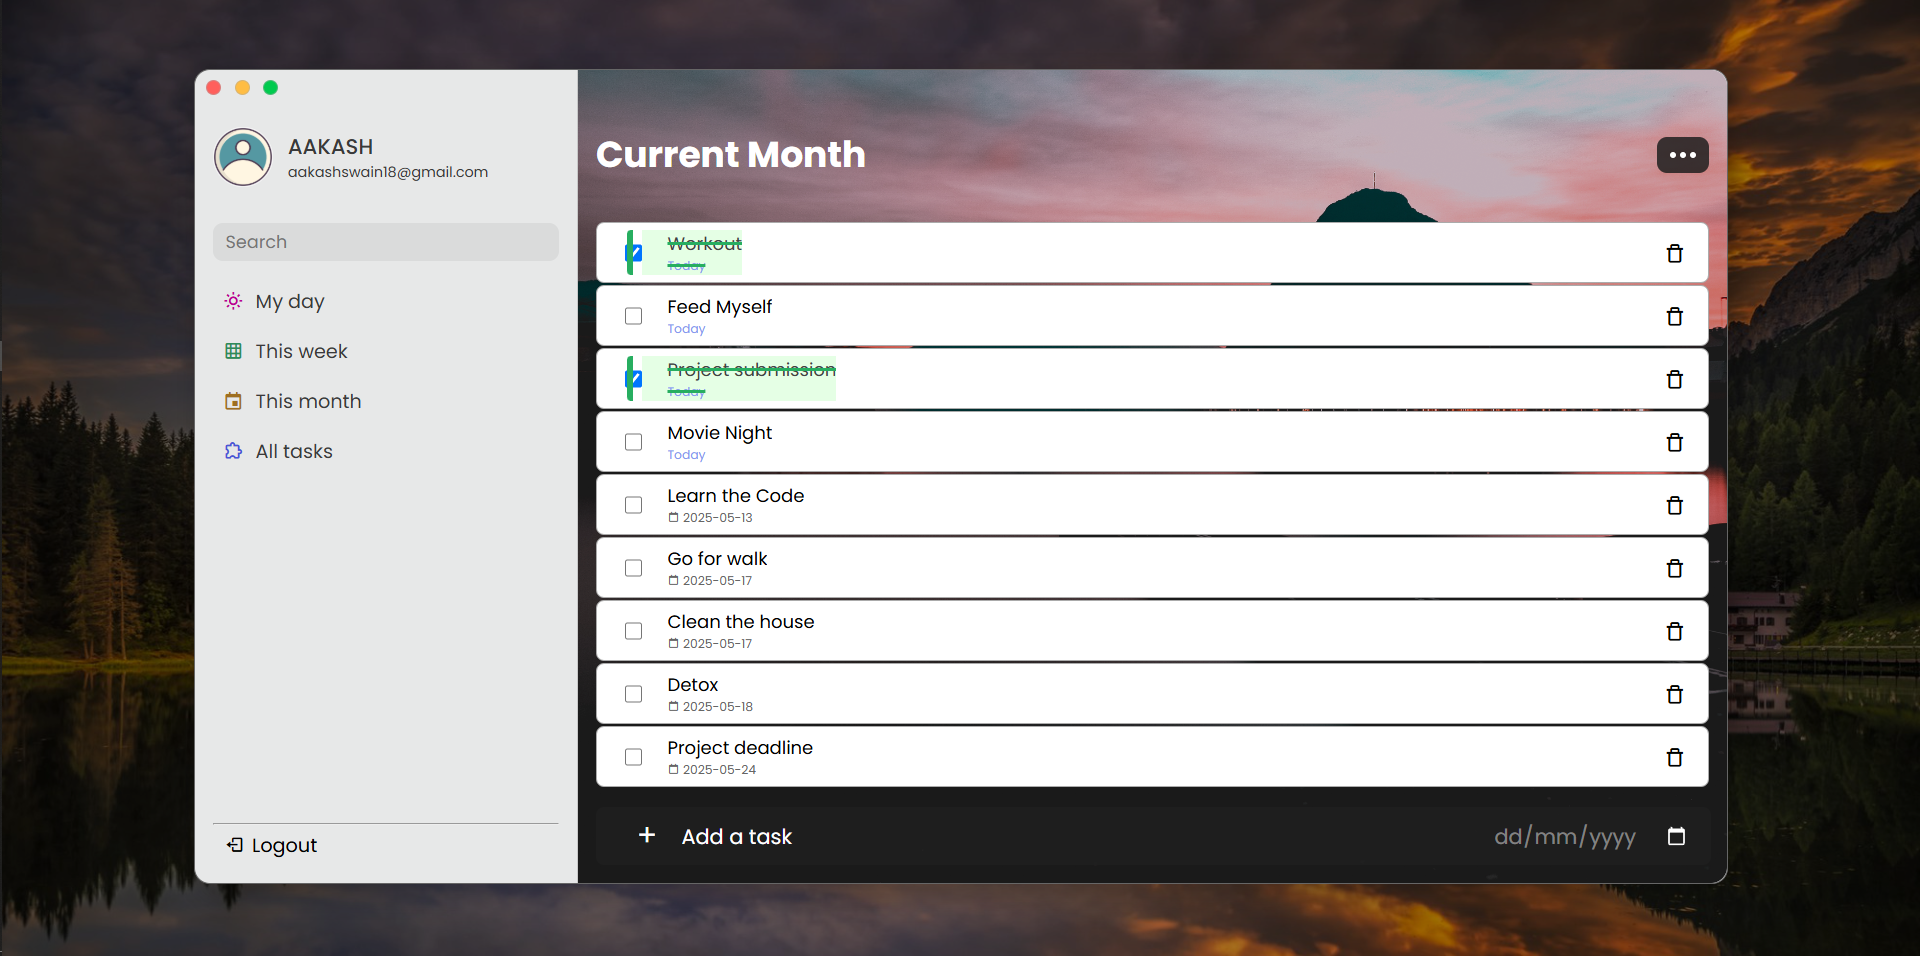 AAKASH
aakashswain18@gmail.com
Search
My day
This week
This month
All tasks
Logout
Current Month
Workout
Today
Feed Myself
Today
Project submission
Today
Movie Night
Today
Learn the Code
2025-05-13
Go for walk
2025-05-17
Clean the house
2025-05-17
Detox
2025-05-18
Project deadline
2025-05-24
+ Add a task
dd/mm/yyyy